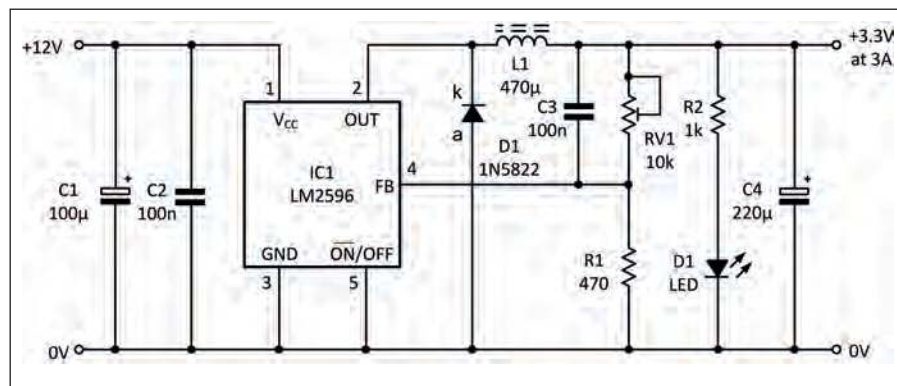 +12V
+3.3V
at 3A
1
2
L1
470µ
VCC
OUT
k
a
C3
100n
R2
1k
RV1
10k
D1
1N5822
IC1
LM2596
4
FB
C1
100µ
+
C2
100n
C4
220µ
+
GND
ON/OFF
3
5
R1
470
D1
LED
0V
0V